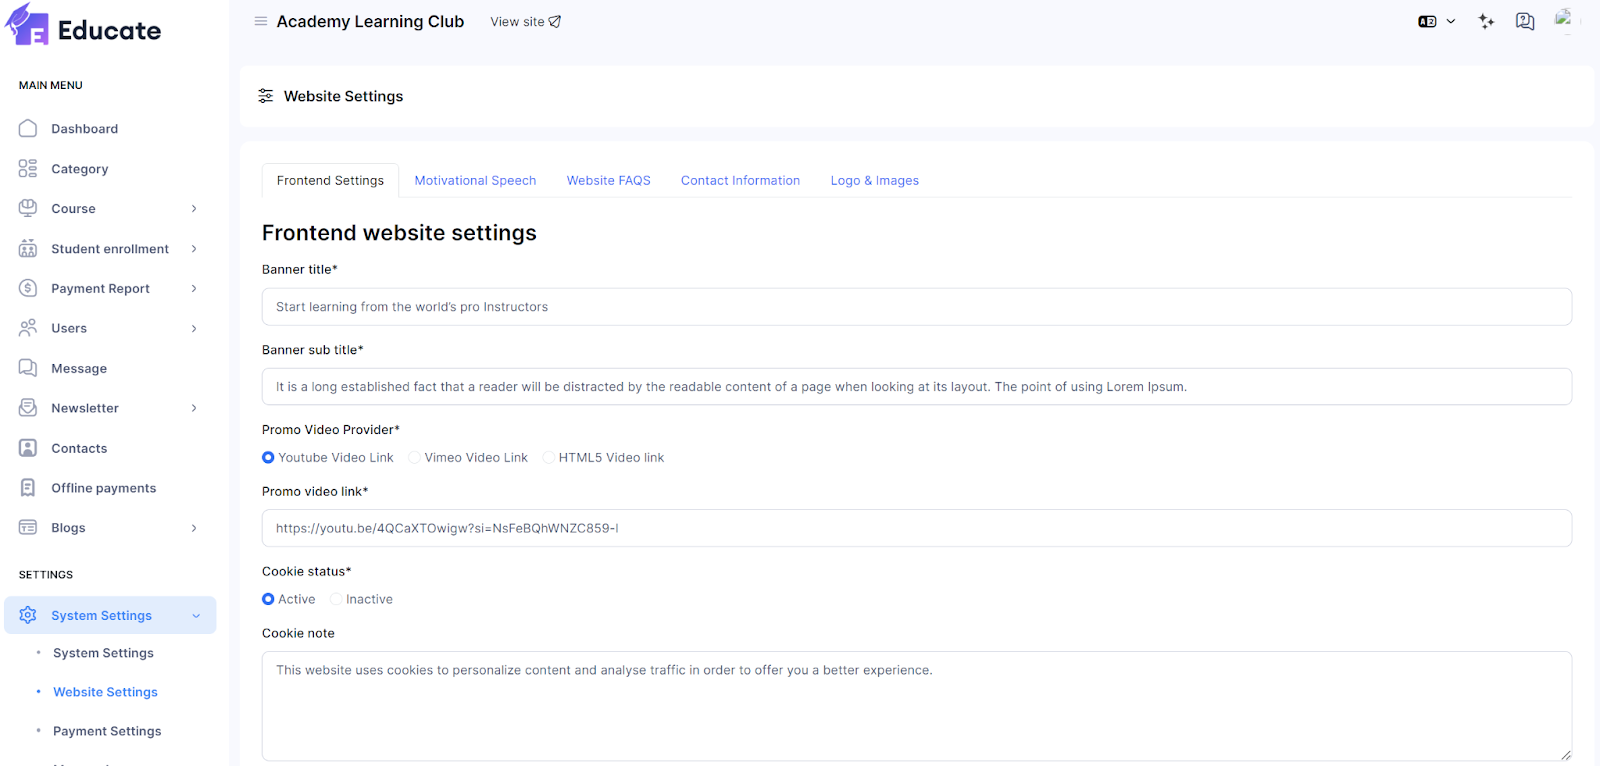 Educate
Academy Learning Club
View site
MAIN MENU
Dashboard
Category
Course
Student enrollment
Payment Report
Users
Message
Newsletter
Contacts
Offline payments
Blogs
SETTINGS
System Settings
System Settings
Website Settings
Payment Settings
Website Settings
Frontend Settings
Motivational Speech
Website FAQS
Contact Information
Logo & Images
Frontend website settings
Banner title*
Start learning from the world's pro Instructors
Banner sub title*
It is a long established fact that a reader will be distracted by the readable content of a page when looking at its layout. The point of using Lorem Ipsum.
Promo Video Provider*
Youtube Video Link
Vimeo Video Link
HTML5 Video link
Promo video link*
https://youtu.be/4QCaXTOwigw?si=NsFeBQhWNZC859-l
Cookie status*
Active
Inactive
Cookie note
This website uses cookies to personalize content and analyse traffic in order to offer you a better experience.